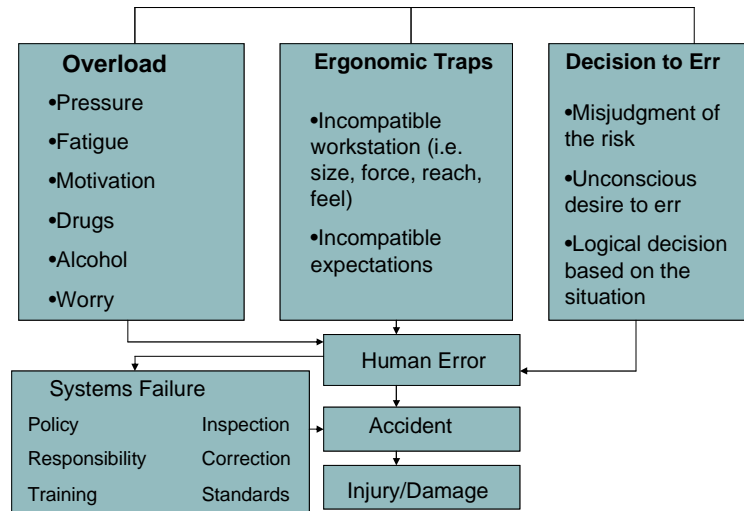 Overload
•Pressure
•Fatigue
•Motivation
•Drugs
•Alcohol
•Worry
Ergonomic Traps
•Incompatible
workstation (i.e.
size, force, reach,
feel)
•Incompatible
expectations
Decision to Err
•Misjudgment of
the risk
•Unconscious
desire to err
•Logical decision
based on the
situation
Human Error
Systems Failure
Policy Inspection
Responsibility Correction
Training Standards
Accident
Injury/Damage